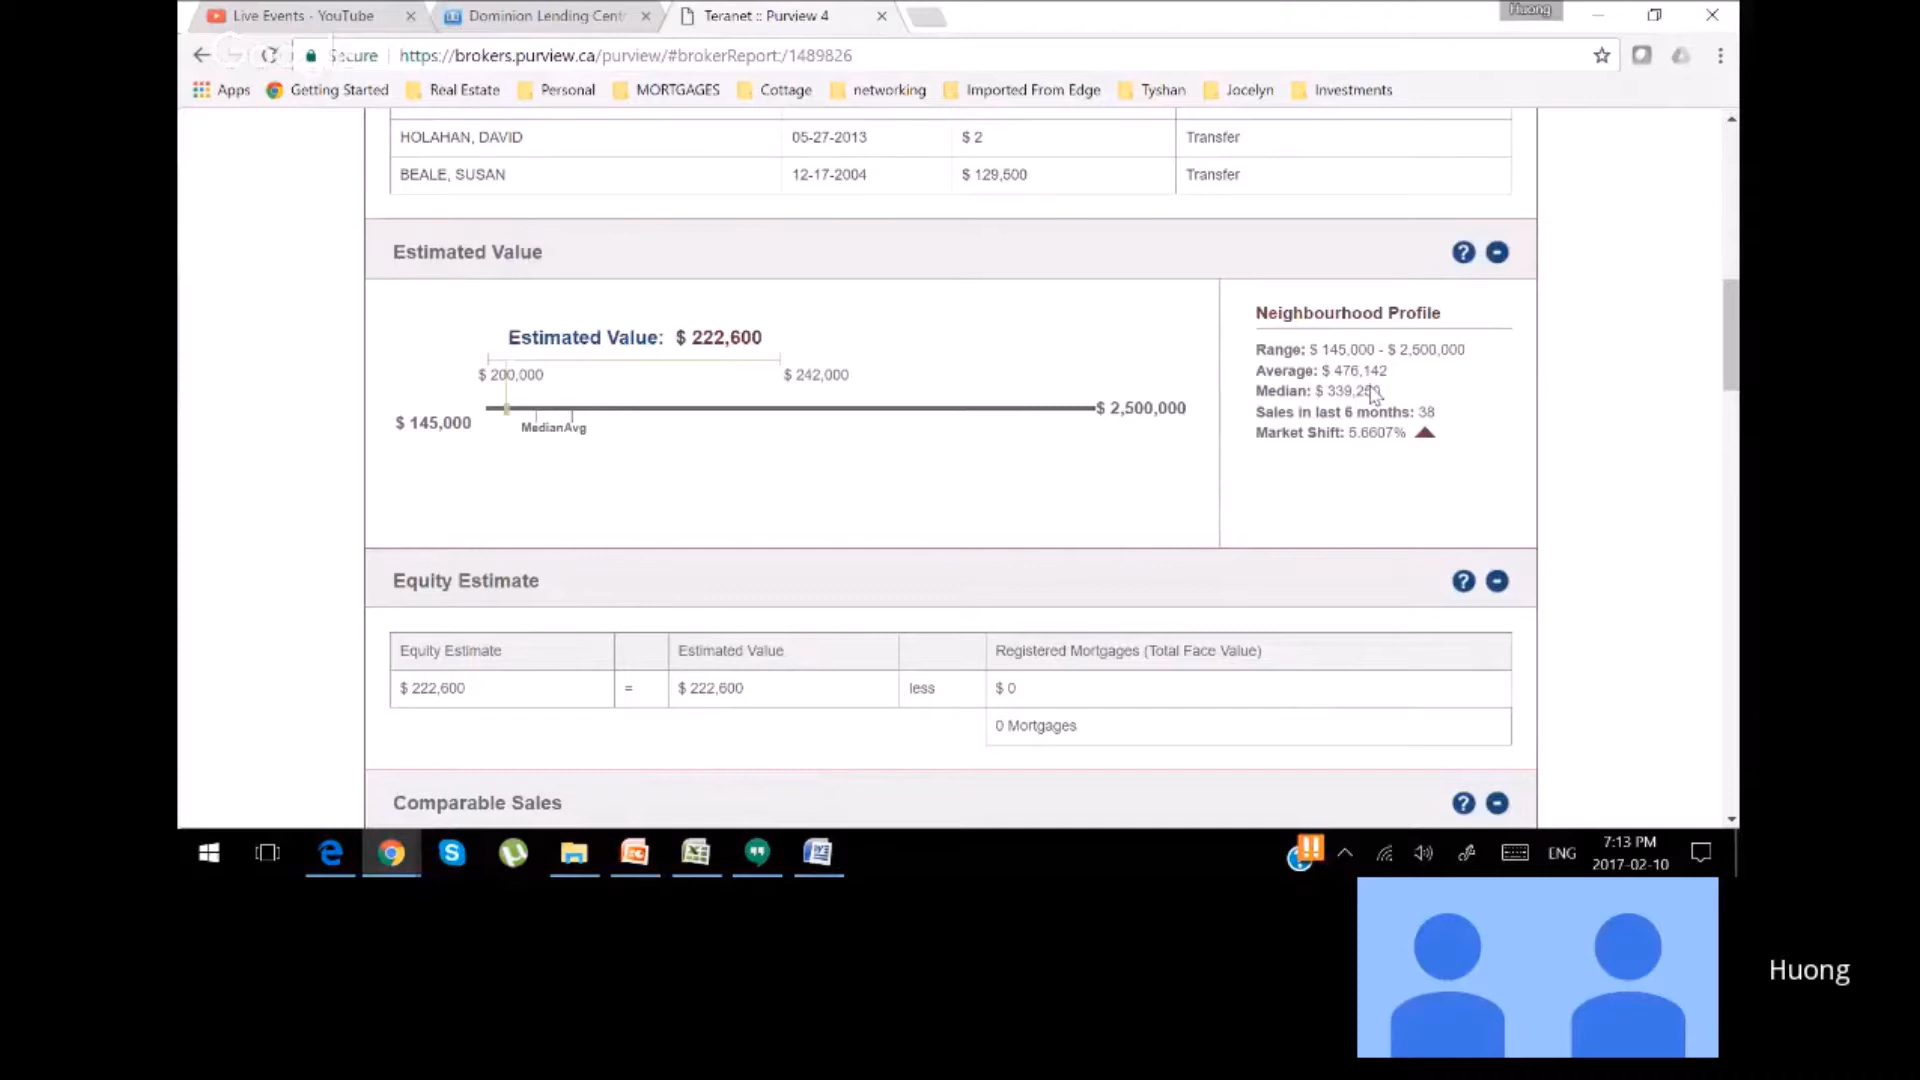 Live Events - YouTube
Dominion Lending Cent
Teranet :: Purview 4
Huong
Secure https://brokers.purview.ca/purview/#brokerReport:/1489826
Apps Getting Started Real Estate Personal MORTGAGES Cottage networking Imported From Edge Tyshan Jocelyn Investments
HOLAHAN, DAVID 05-27-2013 $ 2 Transfer
BEALE, SUSAN 12-17-2004 $ 129,500 Transfer
Estimated Value
Estimated Value: $ 222,600
$ 200,000 $ 242,000
$ 145,000 $ 2,500,000
Median Avg
Neighbourhood Profile
Range: $ 145,000 - $ 2,500,000
Average: $ 476,142
Median: $
Sales in last 6 months: 38
Market Shift: 5.6607%
Equity Estimate
Equity Estimate Estimated Value Registered Mortgages (Total Face Value)
$ 222,600 = $ 222,600 less $ 0
0 Mortgages
Comparable Sales
ENG
7:13 PM
2017-02-10
Huong